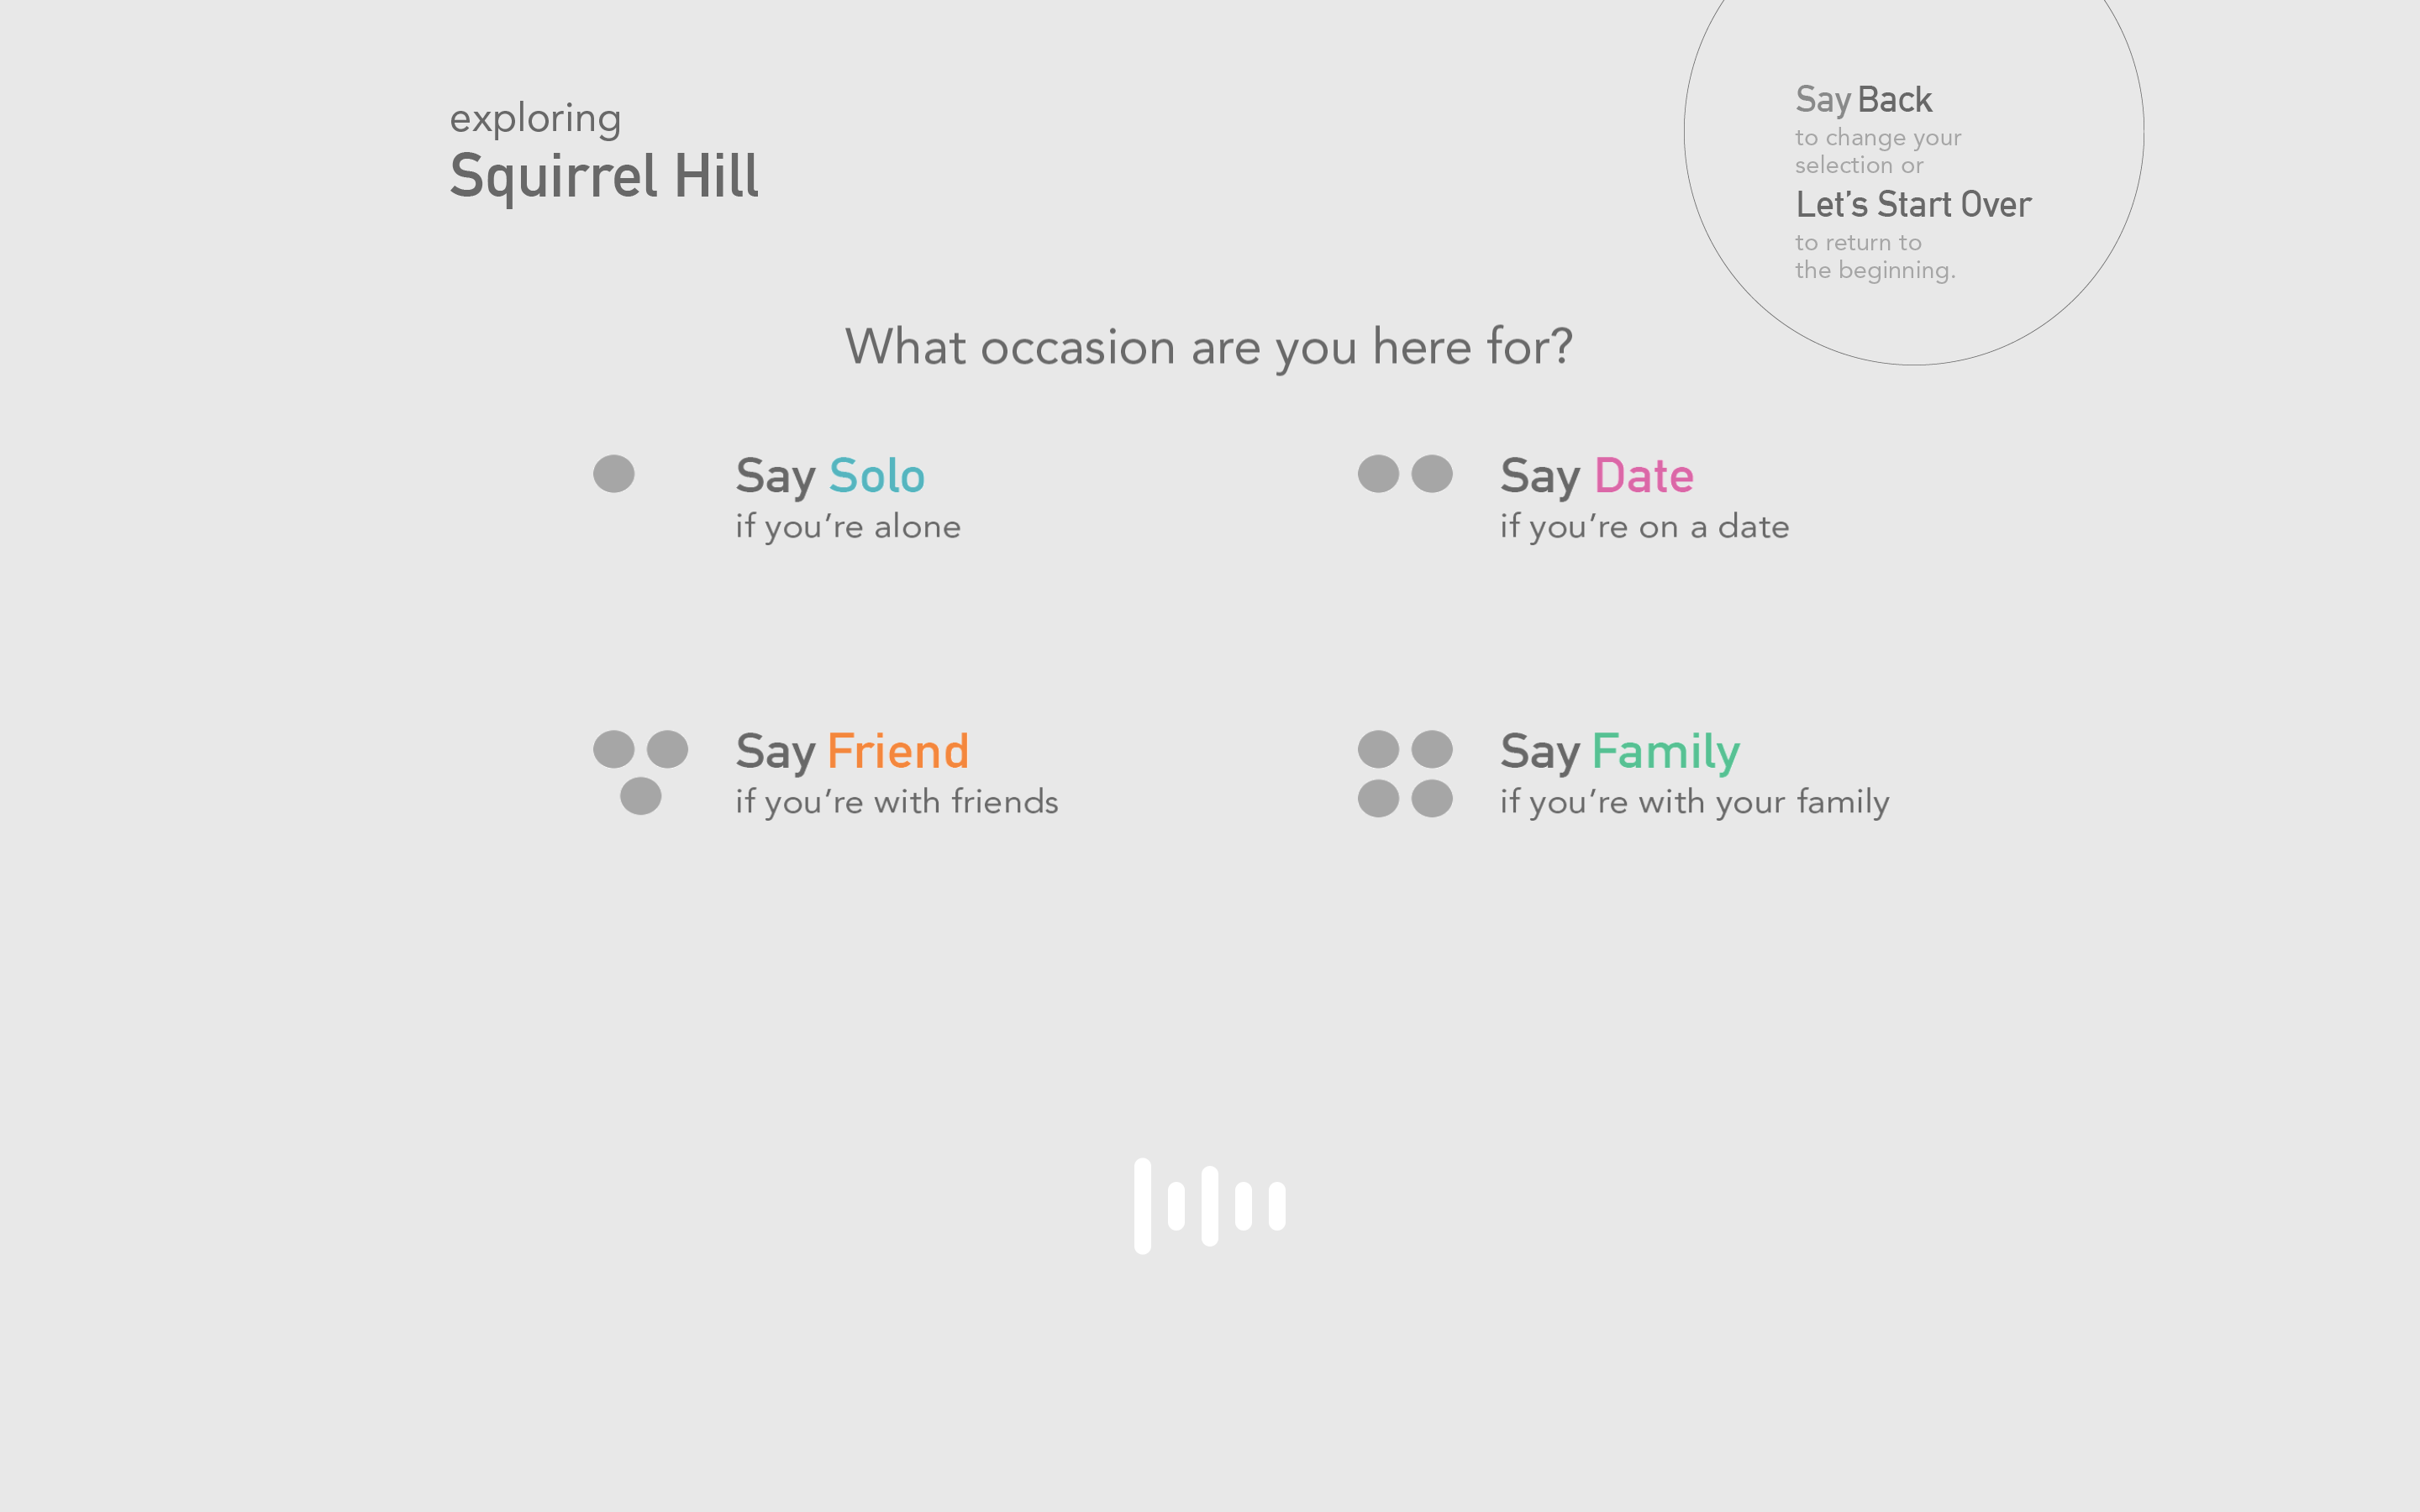 exploring
Squirrel Hill
Say Back
to change your
selection or
Let's Start Over
to return to
the beginning.
What occasion are you here for?
Say Solo
if you're alone
Say Date
if you're on a date
Say Friend
if you're with friends
Say Family
if you're with your family